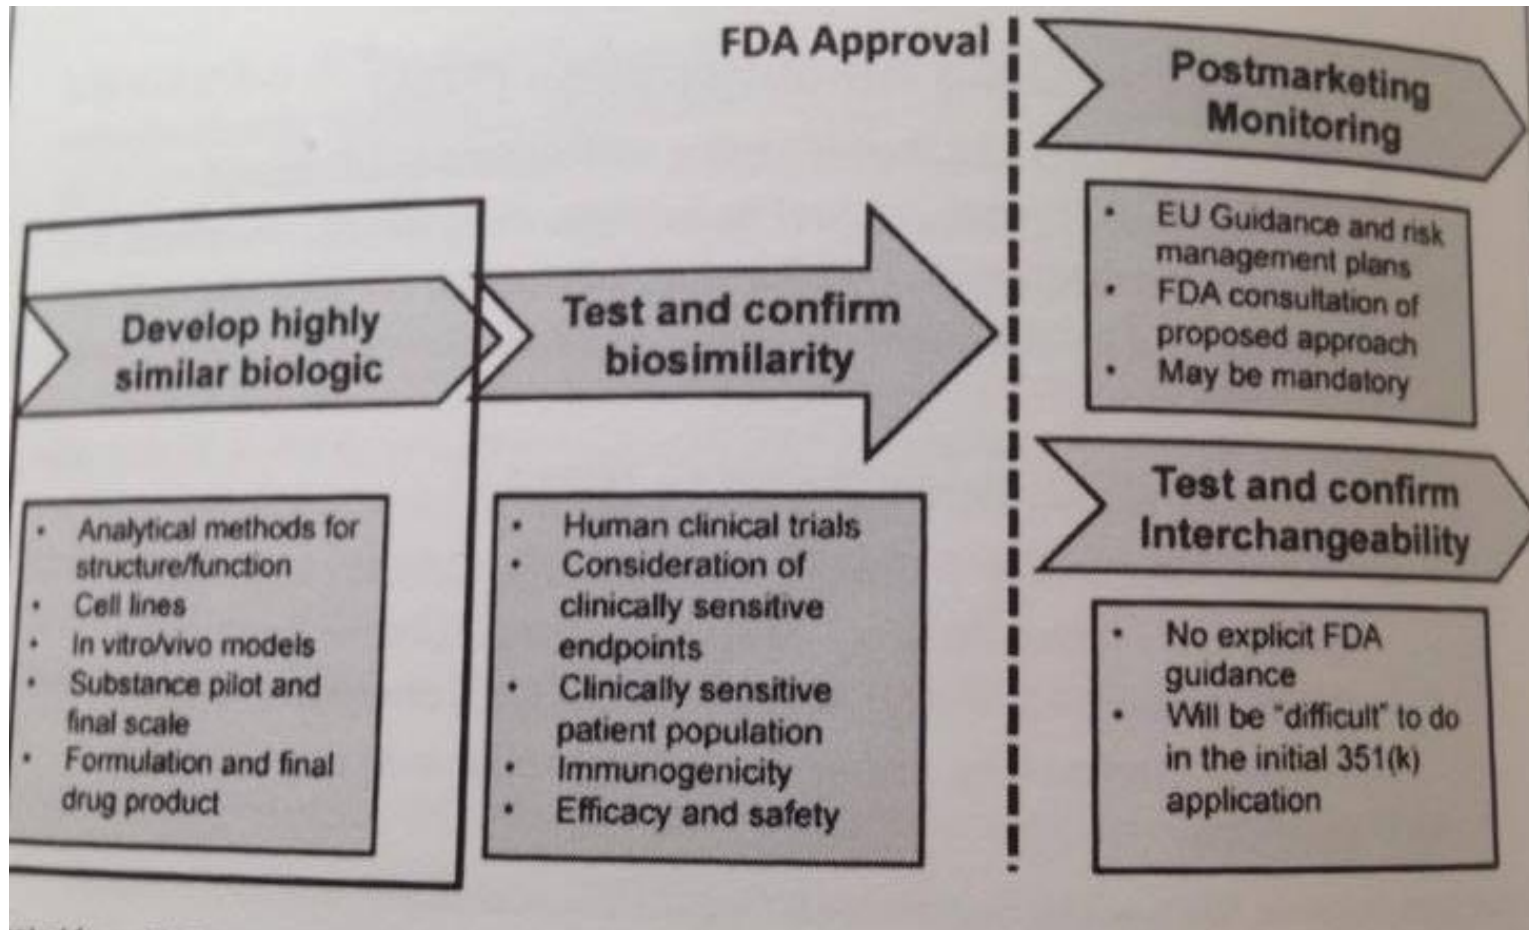 FDA Approval
Postmarketing
Monitoring
• EU Guidance and risk
management plans
• FDA consultation of
proposed approach
• May be mandatory
Develop highly
similar biologic
Test and confirm
biosimilarity
Test and confirm
Interchangeability
• Analytical methods for
structure/function
• Cell lines
• In vitro/vivo models
• Substance pilot and
final scale
• Formulation and final
drug product
• Human clinical trials
• Consideration of
clinically sensitive
endpoints
• Clinically sensitive
patient population
• Immunogenicity
• Efficacy and safety
• No explicit FDA
guidance
• Will be "difficult" to do
in the initial 351(k)
application